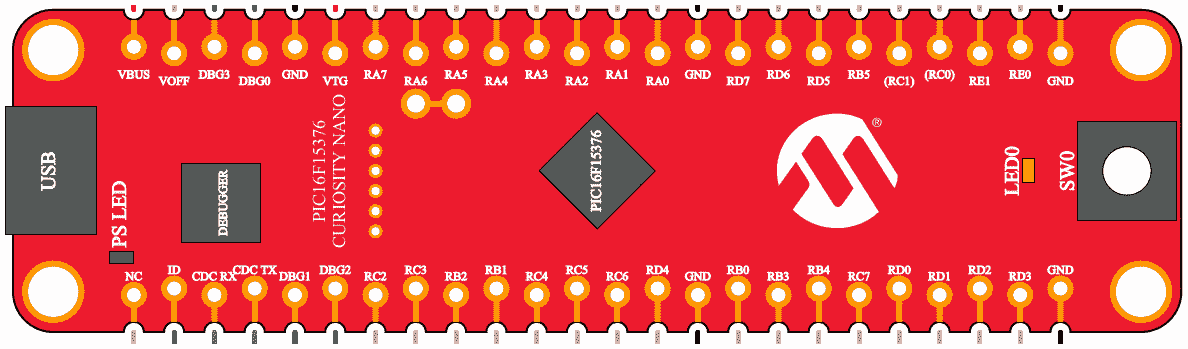 VBUS VOFF DBG3 DBG0 GND VTG RA7 RA6 RA5 RA4 RA3 RA2 RA1 RA0 GND RD7 RD6 RD5 RB5 (RC1) (RC0) RE1 RE0 GND
USB
PS LED
DEBUGGER
PIC16F15376
CURIOSITY NANO
PIC16F15376
®
LED0
SW0
NC ID CDC RX CDC TX DBG1 DBG2 RC2 RC3 RB2 RB1 RC4 RC5 RC6 RD4 GND RB0 RB3 RB4 RC7 RD0 RD1 RD2 RD3 GND